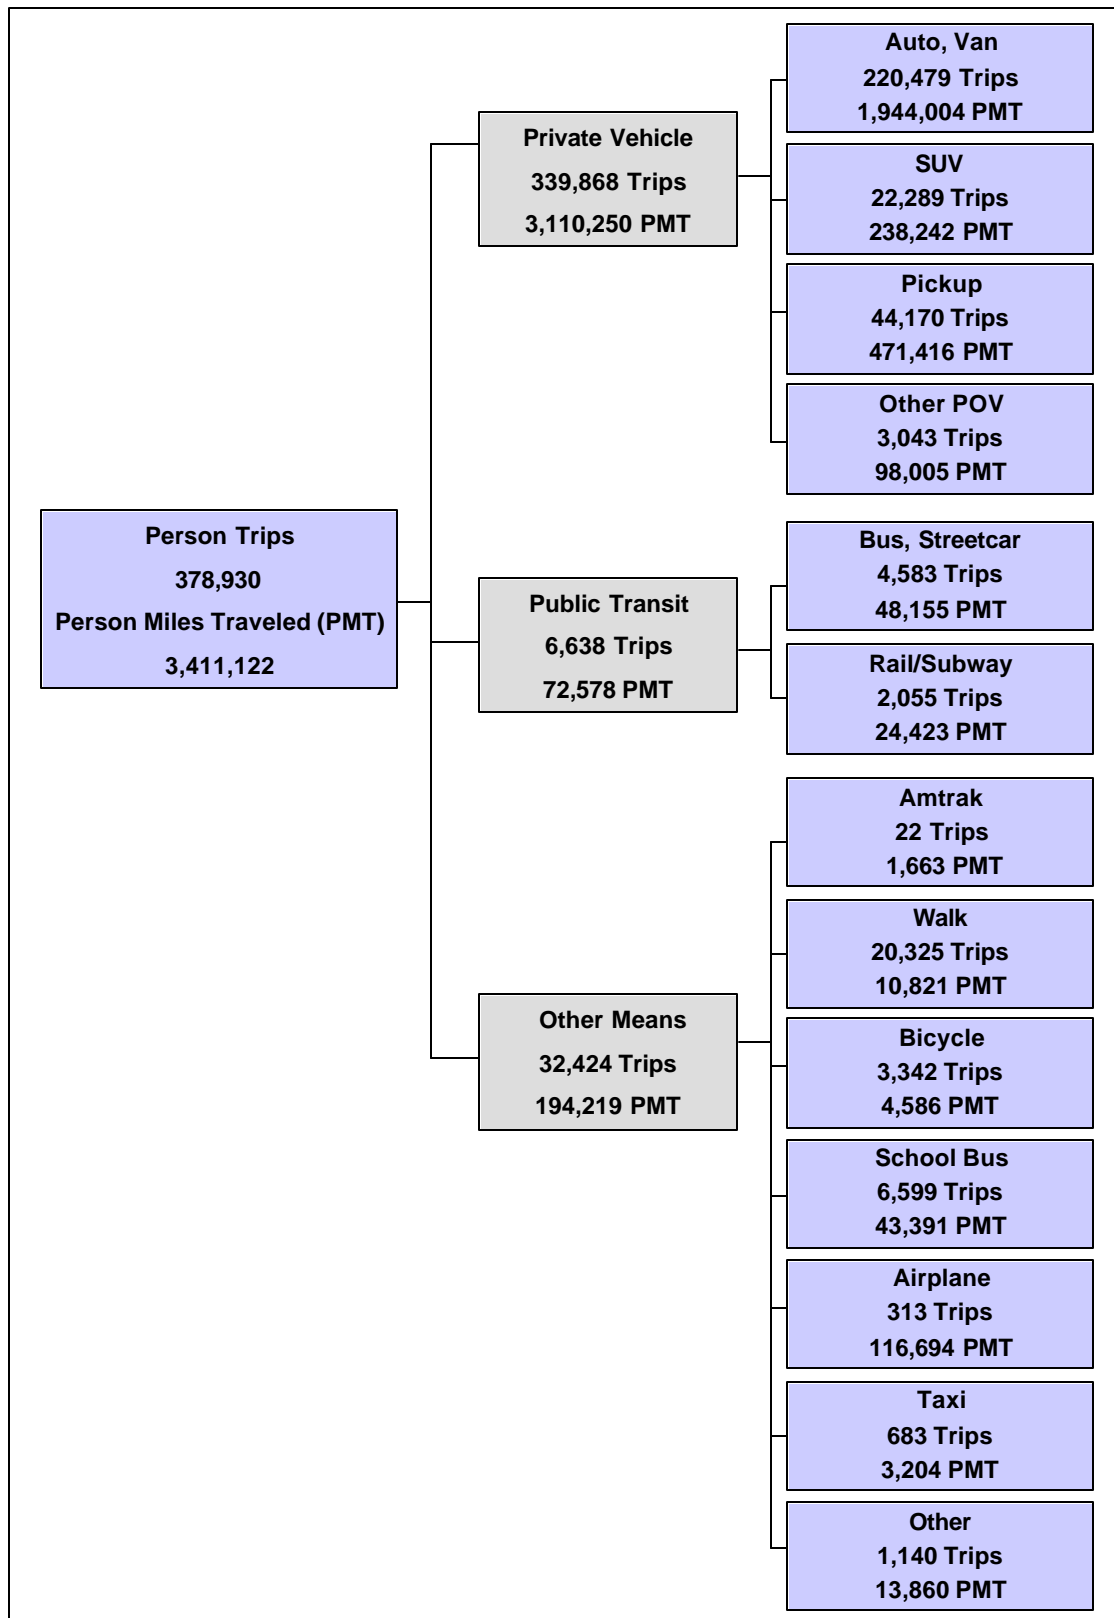 Person Trips
378,930
Person Miles Traveled (PMT)
3,411,122
Private Vehicle
339,868 Trips
3,110,250 PMT
Auto, Van
220,479 Trips
1,944,004 PMT
SUV
22,289 Trips
238,242 PMT
Pickup
44,170 Trips
471,416 PMT
Other POV
3,043 Trips
98,005 PMT
Public Transit
6,638 Trips
72,578 PMT
Bus, Streetcar
4,583 Trips
48,155 PMT
Rail/Subway
2,055 Trips
24,423 PMT
Other Means
32,424 Trips
194,219 PMT
Amtrak
22 Trips
1,663 PMT
Walk
20,325 Trips
10,821 PMT
Bicycle
3,342 Trips
4,586 PMT
School Bus
6,599 Trips
43,391 PMT
Airplane
313 Trips
116,694 PMT
Taxi
683 Trips
3,204 PMT
Other
1,140 Trips
13,860 PMT